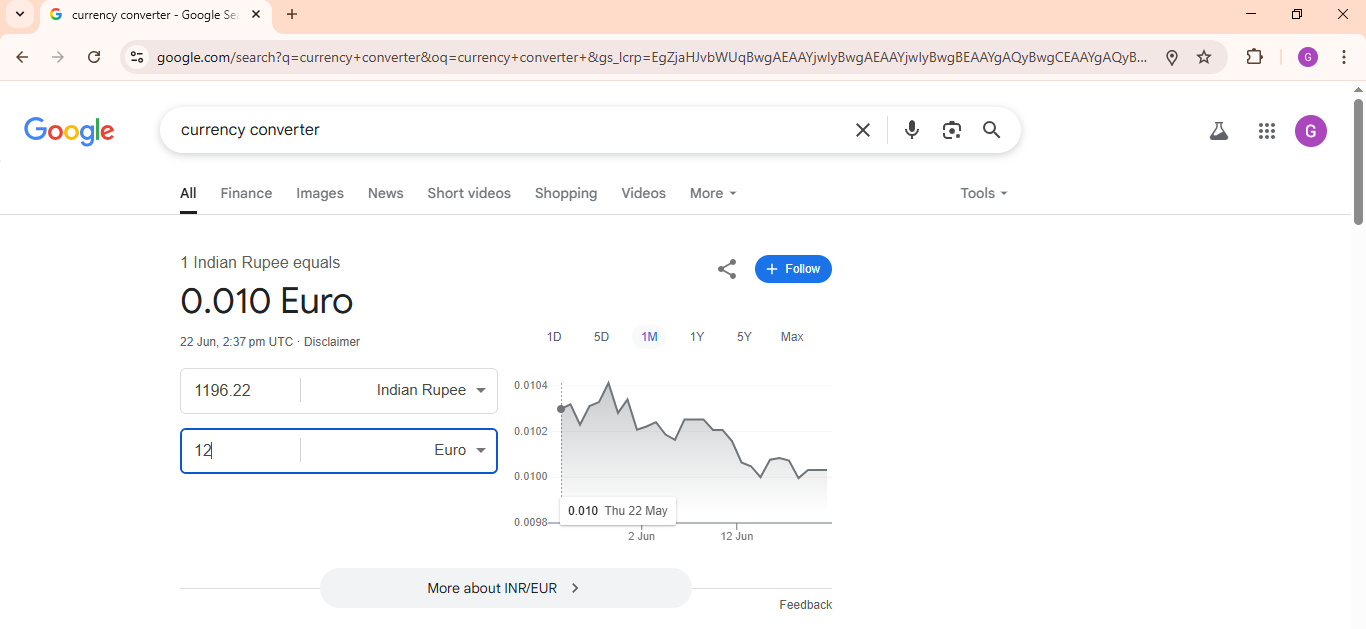 currency converter - Google Sea
google.com/search?q=currency+converter&oq=currency+converter+&gs_lcrp=EgZjaHJvbWUqBwgAEAAYjwIyBwgAEAAYjwIyBwgBEAAYgAQyBwgCEAAYgAQyB...
G
Google
currency converter
G
All Finance Images News Short videos Shopping Videos More Tools
1 Indian Rupee equals
0.010 Euro
Follow
22 Jun, 2:37 pm UTC · Disclaimer
1D 5D 1M 1Y 5Y Max
1196.22 Indian Rupee
12 Euro
0.0104
0.0102
0.0100
0.0098
0.010 Thu 22 May
2 Jun 12 Jun
More about INR/EUR
Feedback